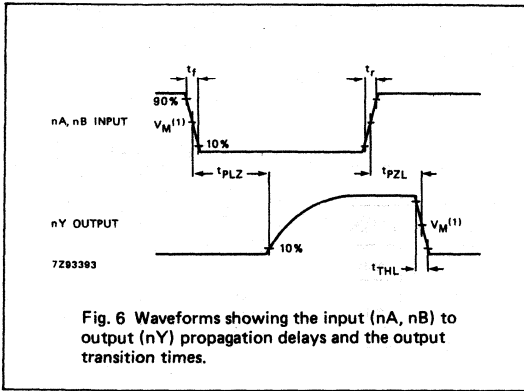 tf tr
90%
nA, nB INPUT VM(1)
10%
tPLZ tPZL
nY OUTPUT VM(1)
10%
7Z93393
tTHL
Fig. 6 Waveforms showing the input (nA, nB) to
output (nY) propagation delays and the output
transition times.